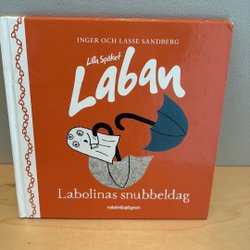 INGER OCH LASSE SANDBERG
Lilla Spöket
Laban
Labolinas snubbeldag
rabén&sjögren